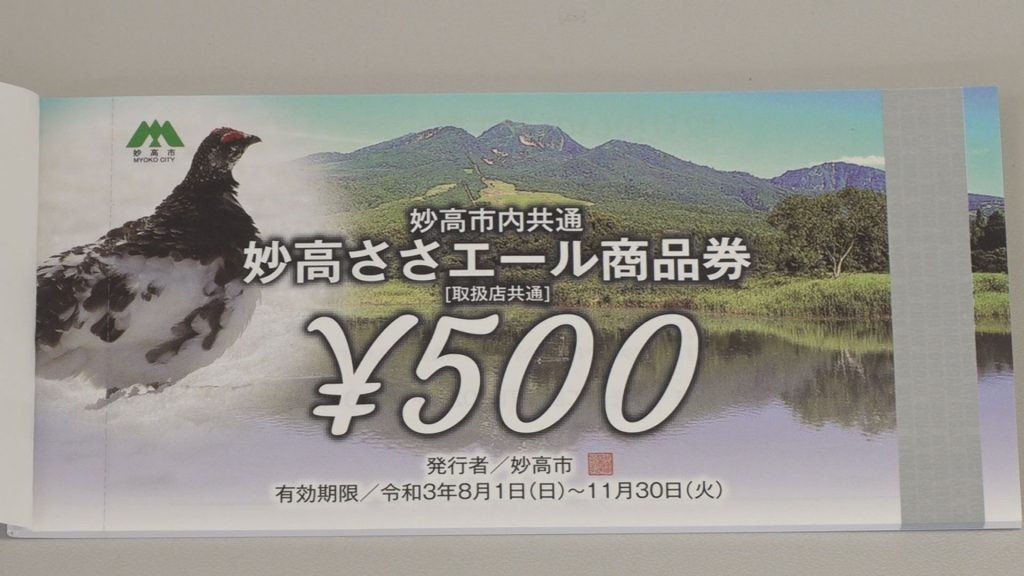 妙高市
MYOKO CITY
妙高市内共通
妙高ささエール商品券
[取扱店共通]
¥500
発行者／妙高市
有効期限／令和3年8月1日(日)〜11月30日(火)